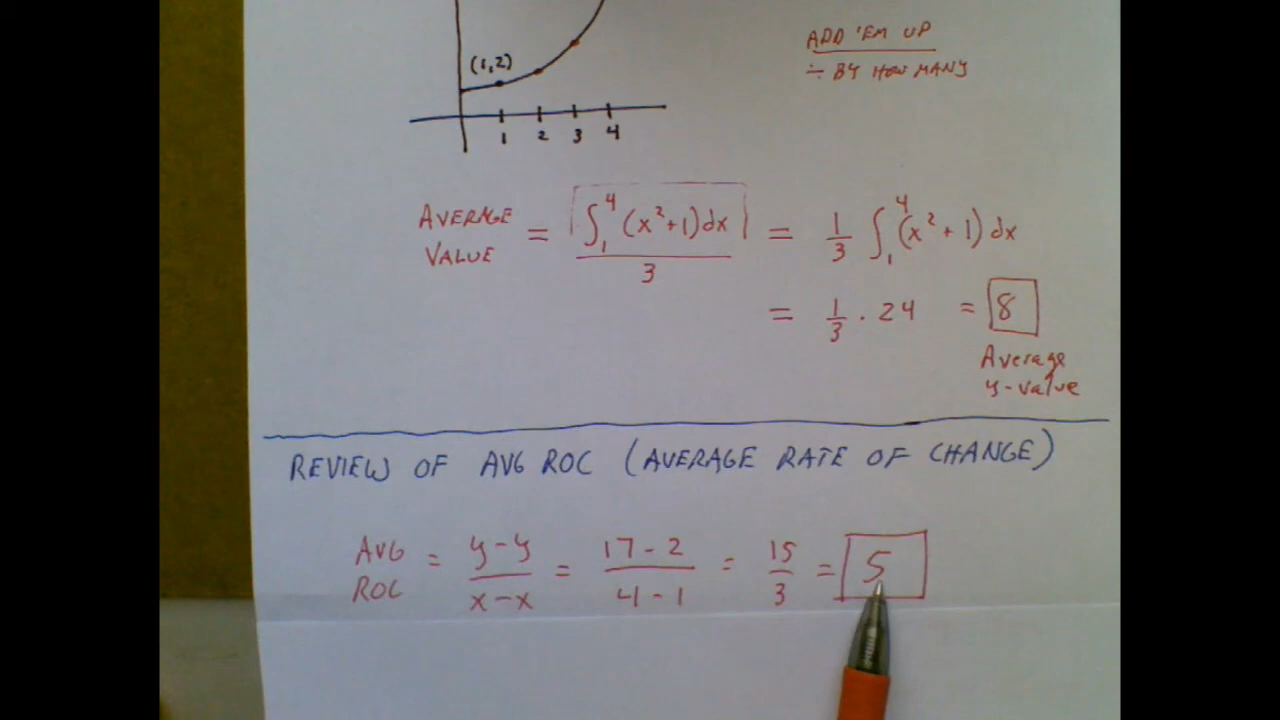 ADD 'EM UP
÷ BY HOW MANY
(1,2)
1 2 3 4
AVERAGE VALUE = ∫₁⁴ (x²+1)dx / 3 = 1/3 ∫₁⁴ (x²+1) dx
= 1/3 · 24 = 8
Average
y-value
REVIEW OF AVG ROC (AVERAGE RATE OF CHANGE)
AVG ROC = y-y / x-x = 17-2 / 4-1 = 15/3 = 5